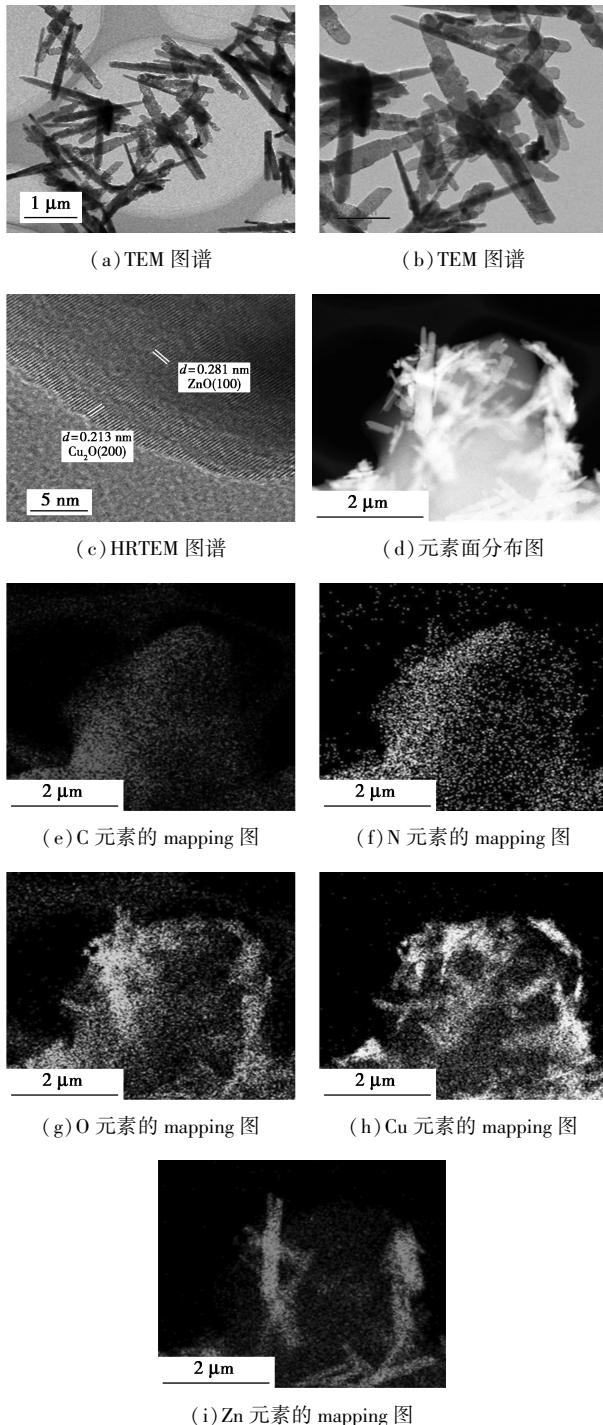 1 μm
(a)TEM 图谱
(b)TEM 图谱
d=0.281 nm
ZnO(100)
d=0.213 nm
Cu₂O(200)
5 nm
(c)HRTEM 图谱
2 μm
(d)元素面分布图
2 μm
(e)C 元素的 mapping 图
2 μm
(f)N 元素的 mapping 图
2 μm
(g)O 元素的 mapping 图
2 μm
(h)Cu 元素的 mapping 图
2 μm
(i)Zn 元素的 mapping 图